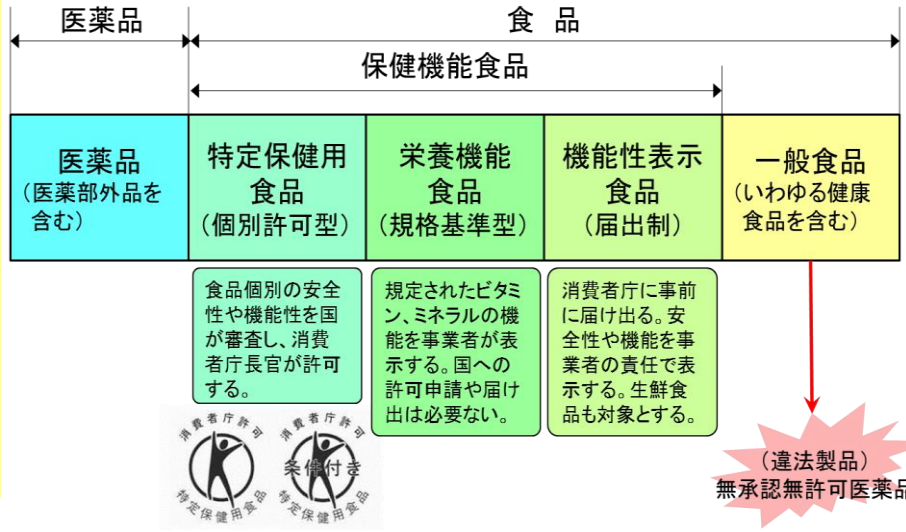 医薬品
食 品
保健機能食品
医薬品
（医薬部外品を
含む）
特定保健用
食品
（個別許可型）
栄養機能
食品
（規格基準型）
機能性表示
食品
（届出制）
一般食品
（いわゆる健康
食品を含む）
食品個別の安全
性や機能性を国
が審査し、消費
者庁長官が許可
する。
規定されたビタミ
ン、ミネラルの機
能を事業者が表
示する。国への
許可申請や届け
出は必要ない。
消費者庁に事前
に届け出る。安
全性や機能を事
業者の責任で表
示する。生鮮食
品も対象とする。
消費者庁許可
特定保健用食品
消費者庁許可
条件付き
特定保健用食品
（違法製品）
無承認無許可医薬品